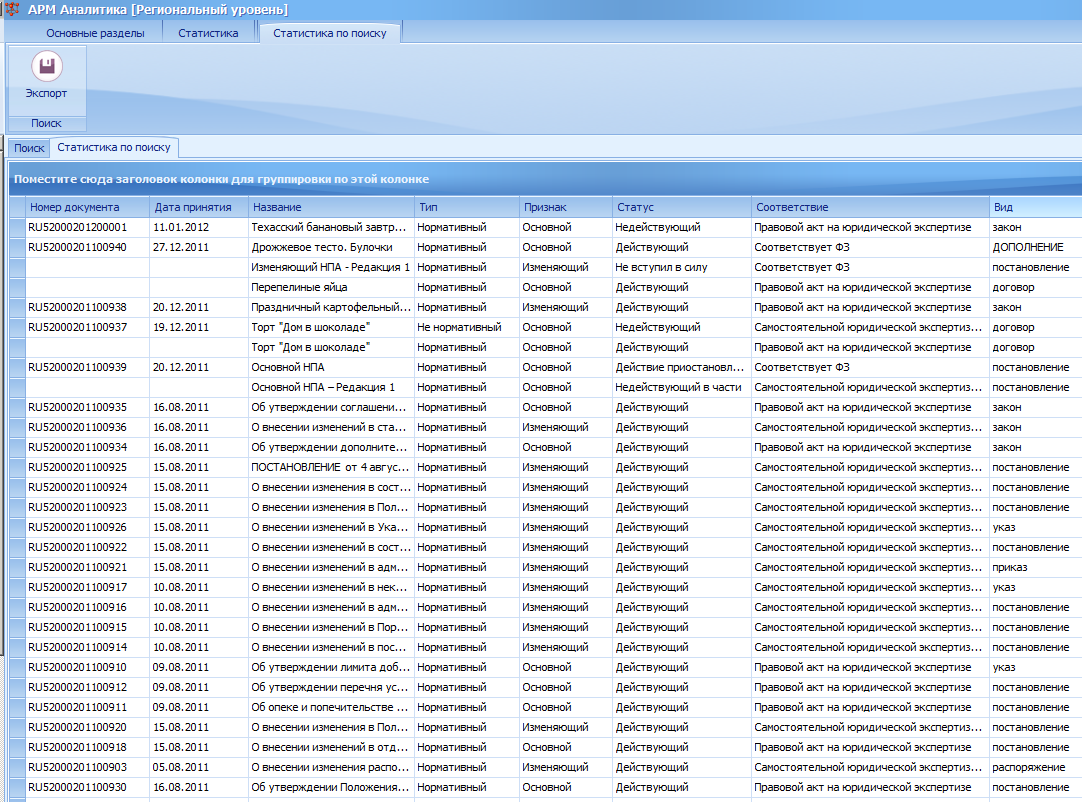 АРМ Аналитика [Региональный уровень]
Основные разделы Статистика Статистика по поиску
Экспорт
Поиск
Поиск Статистика по поиску
Поместите сюда заголовок колонки для группировки по этой колонке
Номер документа Дата принятия Название Тип Признак Статус Соответствие Вид
RU52000201200001 11.01.2012 Техасский банановый завтр... Нормативный Основной Недействующий Правовой акт на юридической экспертизе закон
RU52000201100940 27.12.2011 Дрожжевое тесто. Булочки Нормативный Основной Действующий Соответствует ФЗ ДОПОЛНЕНИЕ
Изменяющий НПА - Редакция 1 Нормативный Изменяющий Не вступил в силу Соответствует ФЗ постановление
Перепелиные яйца Нормативный Основной Действующий Правовой акт на юридической экспертизе договор
RU52000201100938 20.12.2011 Праздничный картофельный... Нормативный Изменяющий Действующий Правовой акт на юридической экспертизе закон
RU52000201100937 19.12.2011 Торт "Дом в шоколаде" Не нормативный Основной Недействующий Самостоятельной юридической экспертиз... договор
Торт "Дом в шоколаде" Нормативный Основной Действующий Правовой акт на юридической экспертизе договор
RU52000201100939 20.12.2011 Основной НПА Нормативный Основной Действие приостановл... Соответствует ФЗ постановление
Основной НПА – Редакция 1 Нормативный Основной Недействующий в части Самостоятельной юридической экспертиз... постановление
RU52000201100935 16.08.2011 Об утверждении соглашени... Нормативный Основной Действующий Правовой акт на юридической экспертизе закон
RU52000201100936 16.08.2011 О внесении изменений в ста... Нормативный Изменяющий Действующий Самостоятельной юридической экспертиз... закон
RU52000201100934 16.08.2011 Об утверждении дополните... Нормативный Основной Действующий Правовой акт на юридической экспертизе закон
RU52000201100925 15.08.2011 ПОСТАНОВЛЕНИЕ от 4 авгус... Нормативный Изменяющий Действующий Самостоятельной юридической экспертиз... постановление
RU52000201100924 15.08.2011 О внесении изменения в сост... Нормативный Изменяющий Действующий Самостоятельной юридической экспертиз... постановление
RU52000201100923 15.08.2011 О внесении изменений в Пол... Нормативный Изменяющий Действующий Самостоятельной юридической экспертиз... постановление
RU52000201100926 15.08.2011 О внесении изменений в Ука... Нормативный Изменяющий Действующий Самостоятельной юридической экспертиз... указ
RU52000201100922 15.08.2011 О внесении изменений в сост... Нормативный Изменяющий Действующий Самостоятельной юридической экспертиз... постановление
RU52000201100921 15.08.2011 О внесении изменений в адм... Нормативный Изменяющий Действующий Самостоятельной юридической экспертиз... приказ
RU52000201100917 10.08.2011 О внесении изменений в нек... Нормативный Изменяющий Действующий Самостоятельной юридической экспертиз... указ
RU52000201100916 10.08.2011 О внесении изменений в адм... Нормативный Изменяющий Действующий Самостоятельной юридической экспертиз... постановление
RU52000201100915 10.08.2011 О внесении изменений в Пор... Нормативный Изменяющий Действующий Самостоятельной юридической экспертиз... постановление
RU52000201100914 10.08.2011 О внесении изменений в пос... Нормативный Изменяющий Действующий Самостоятельной юридической экспертиз... постановление
RU52000201100910 09.08.2011 Об утверждении лимита доб... Нормативный Основной Действующий Правовой акт на юридической экспертизе указ
RU52000201100912 09.08.2011 Об утверждении перечня ус... Нормативный Основной Действующий Правовой акт на юридической экспертизе постановление
RU52000201100911 09.08.2011 Об опеке и попечительстве ... Нормативный Основной Действующий Правовой акт на юридической экспертизе постановление
RU52000201100920 15.08.2011 О внесении изменения в Пол... Нормативный Изменяющий Действующий Самостоятельной юридической экспертиз... постановление
RU52000201100918 15.08.2011 О внесении изменений в отд... Нормативный Основной Действующий Правовой акт на юридической экспертизе постановление
RU52000201100903 05.08.2011 О внесении изменения распо... Нормативный Изменяющий Действующий Самостоятельной юридической экспертиз... распоряжение
RU52000201100930 16.08.2011 Об утверждении Положения... Нормативный Основной Действующий Правовой акт на юридической экспертизе постановление